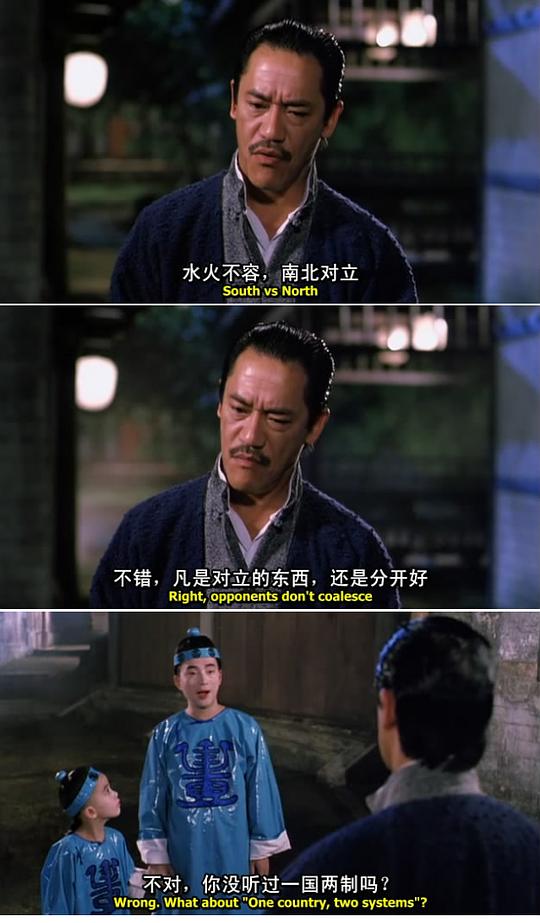 水火不容，南北对立
South vs North
不错，凡是对立的东西，还是分开好
Right, opponents don't coalesce
不对，你没听过一国两制吗？
Wrong. What about "One country, two systems"?